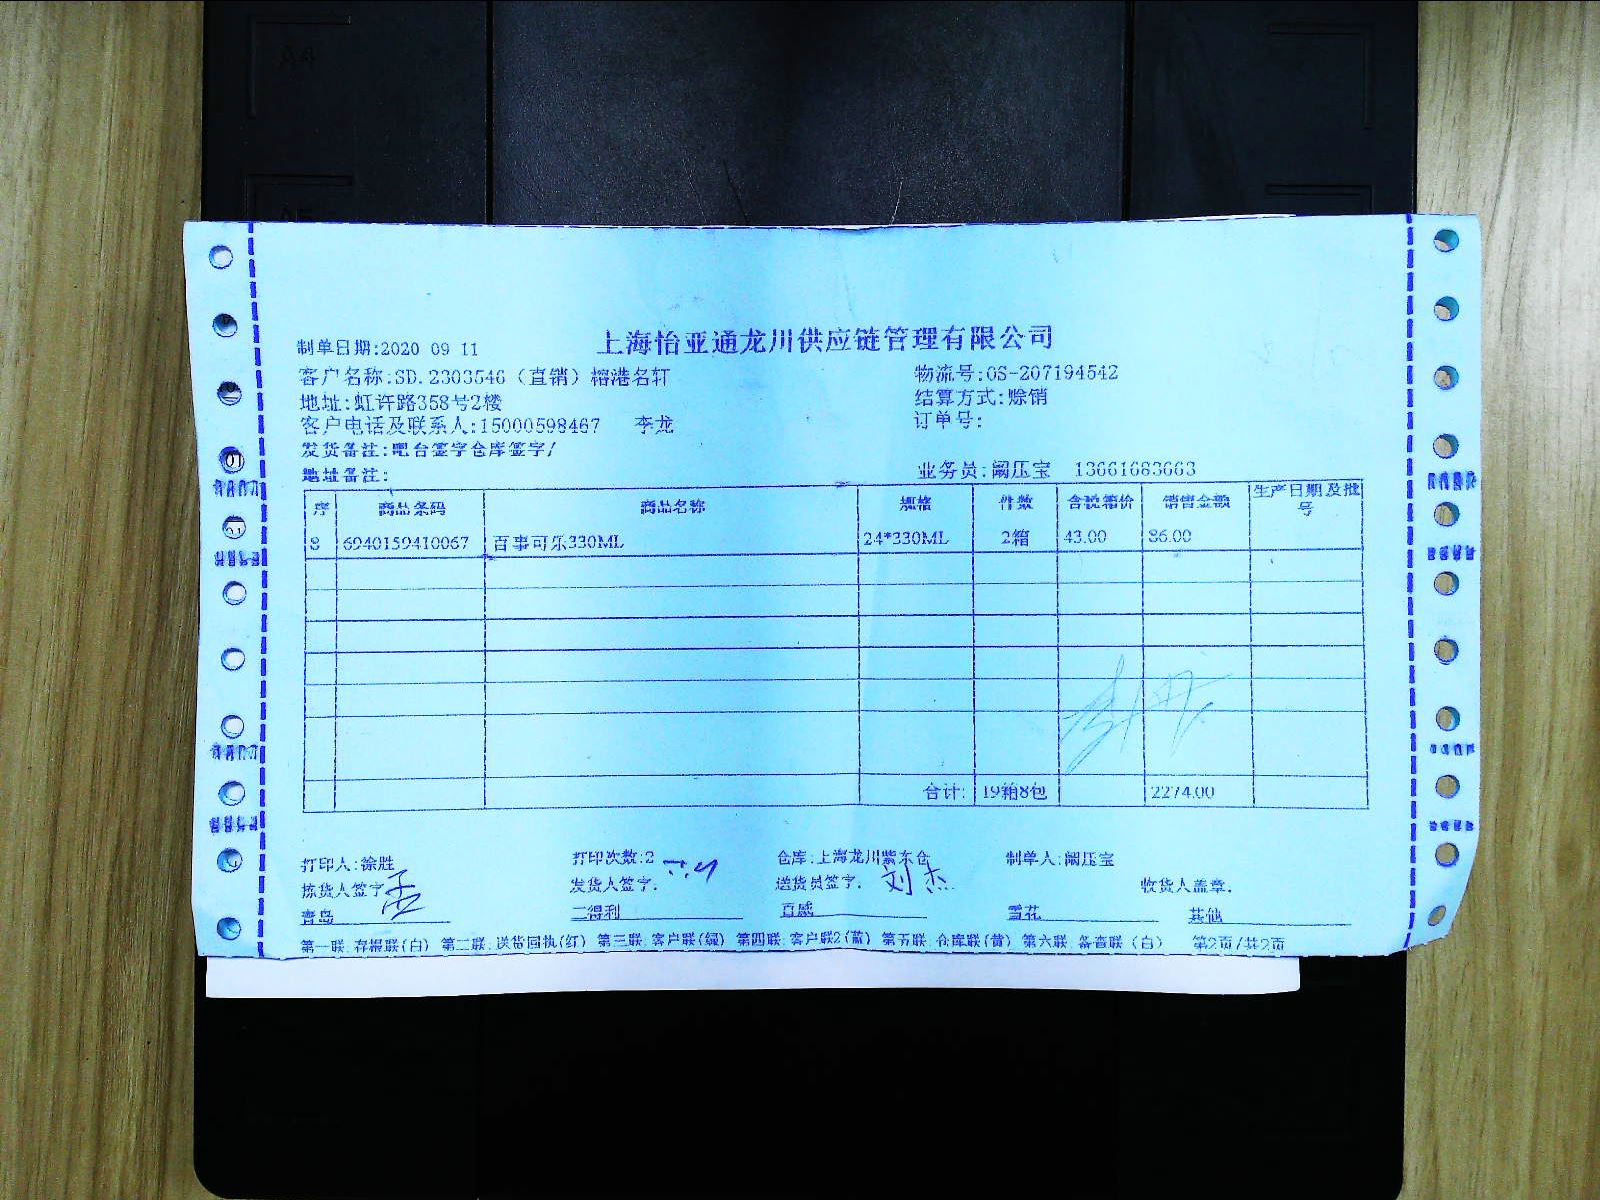 上海怡亚通龙川供应链管理有限公司
制单日期:2020 09 11
客户名称:SD.2303546（直销）榕港名轩 物流号:OS-207194542
地址:虹许路358号2楼 结算方式:赊销
客户电话及联系人:15000598467 李龙 订单号:
发货备注:吧台签字仓库签字/
地址备注: 业务员:阚压宝 13661683663
序 商品条码 商品名称 规格 件数 含税箱价 销售金额 生产日期及批号
8 6940159410067 百事可乐330ML 24*330ML 2箱 43.00 86.00
合计: 19箱8包 2274.00
打印人:徐胜 打印次数:2 仓库:上海龙川紫东仓 制单人:阚压宝
拣货人签字 孟 发货人签字. 送货员签字. 刘杰 收货人盖章.
青岛 三得利 百威 雪花 其他
第一联:存根联(白) 第二联:送货回执(红) 第三联:客户联(绿) 第四联:客户联2(蓝) 第五联:仓库联(黄) 第六联:备查联（白） 第2页/共2页